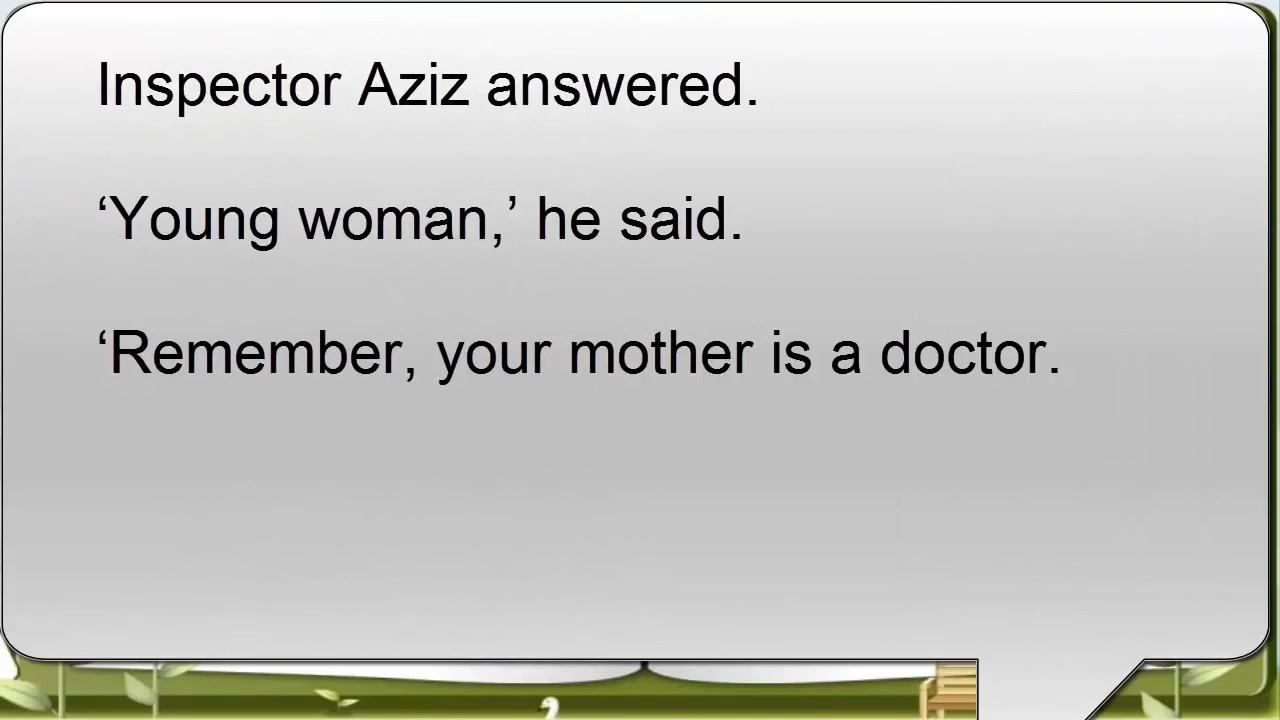 Inspector Aziz answered.
‘Young woman,’ he said.
‘Remember, your mother is a doctor.